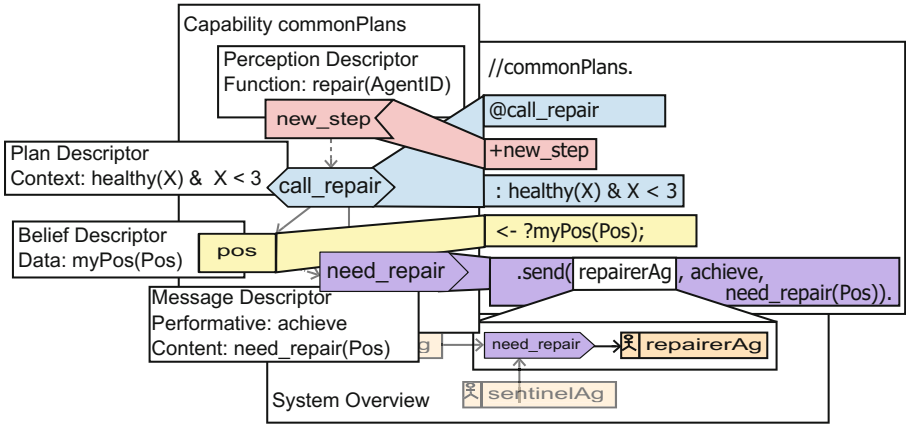 Capability commonPlans
Perception Descriptor
Function: repair(AgentID)
//commonPlans.
new_step
@call_repair
+new_step
Plan Descriptor
Context: healthy(X) & X < 3
call_repair
: healthy(X) & X < 3
Belief Descriptor
Data: myPos(Pos)
pos
<- ?myPos(Pos);
need_repair
.send( repairerAg , achieve,
need_repair(Pos)).
Message Descriptor
Performative: achieve
Content: need_repair(Pos)
g
need_repair
repairerAg
System Overview
sentinelAg